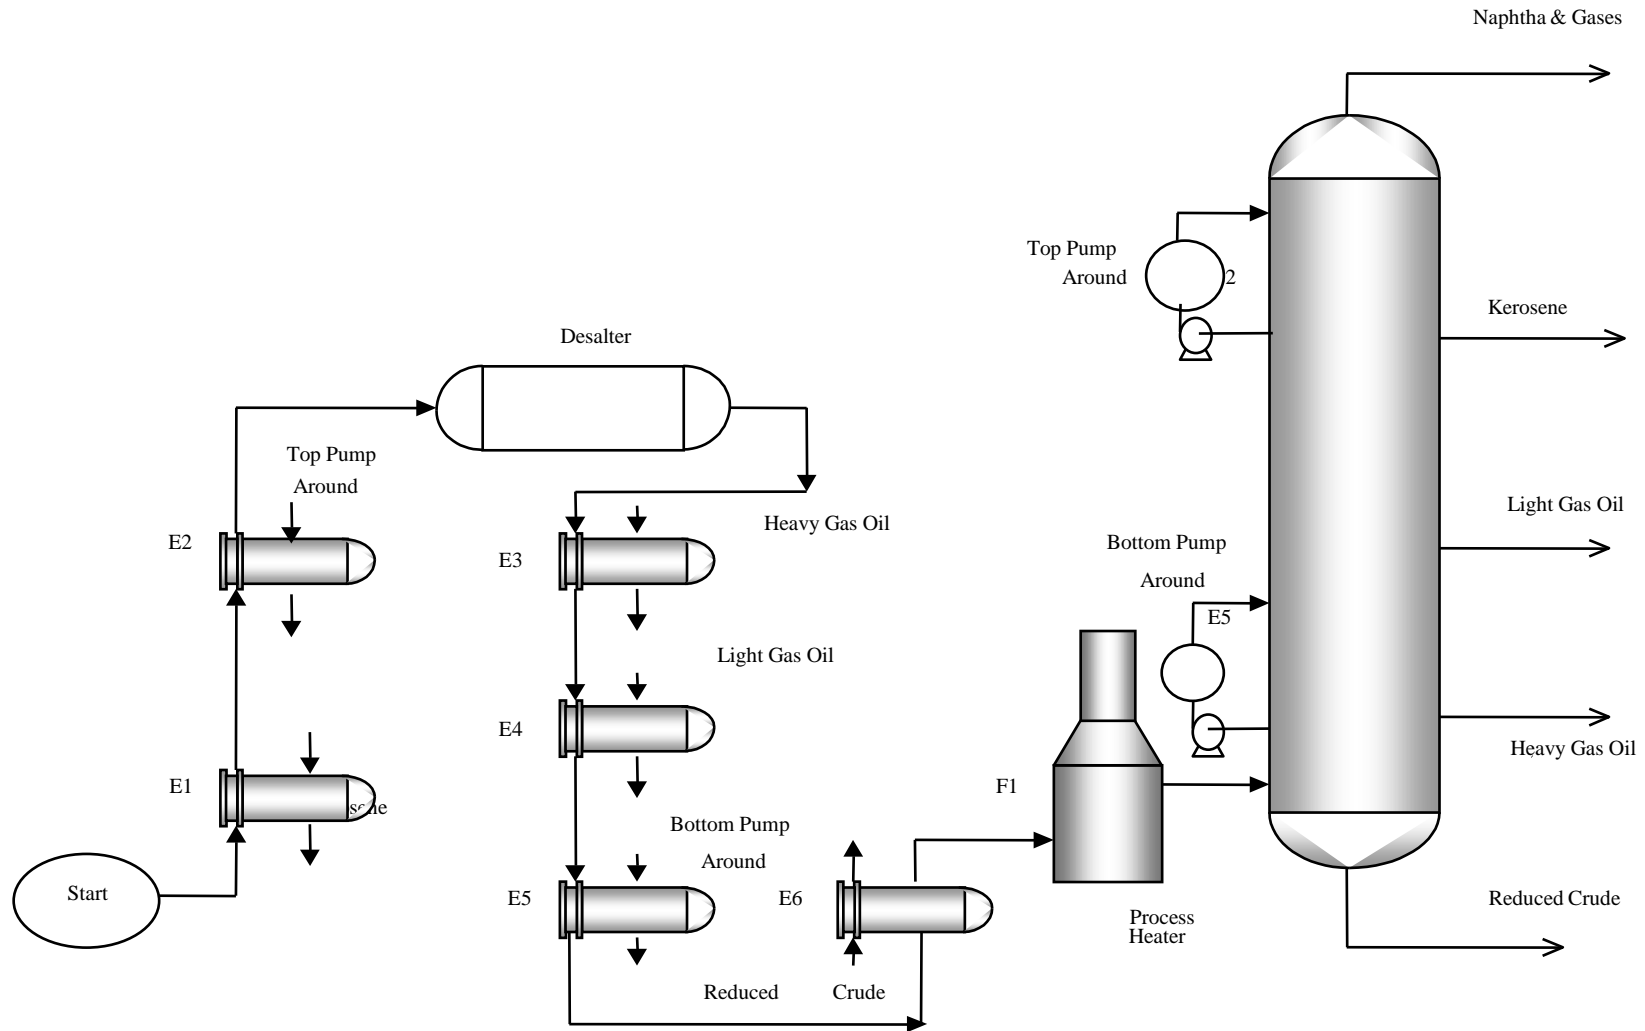 Naphtha & Gases
Top Pump
Around
2
Kerosene
Desalter
Top Pump
Around
E2
E3
Heavy Gas Oil
Light Gas Oil
Bottom Pump
Around
E5
Light Gas Oil
E4
E1
F1
Heavy Gas Oil
Bottom Pump
Around
Start
E5
E6
Process
Heater
Reduced Crude
Reduced Crude